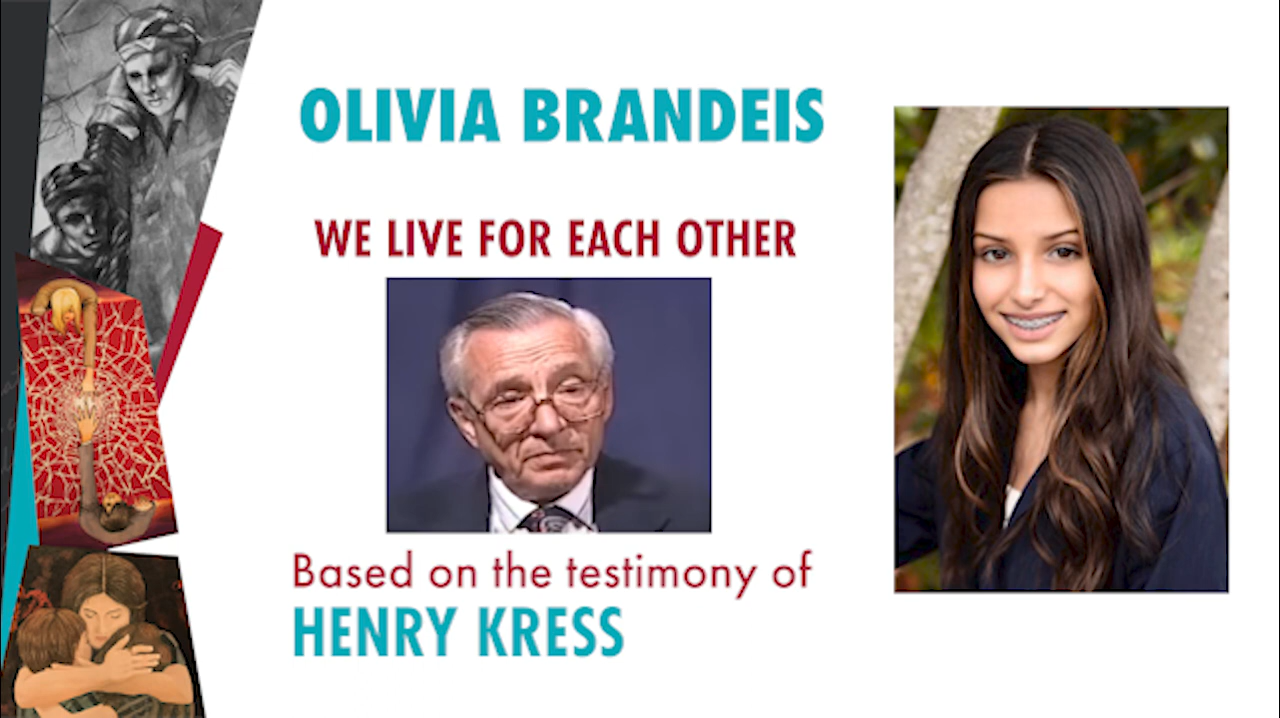 OLIVIA BRANDEIS
WE LIVE FOR EACH OTHER
Based on the testimony of
HENRY KRESS